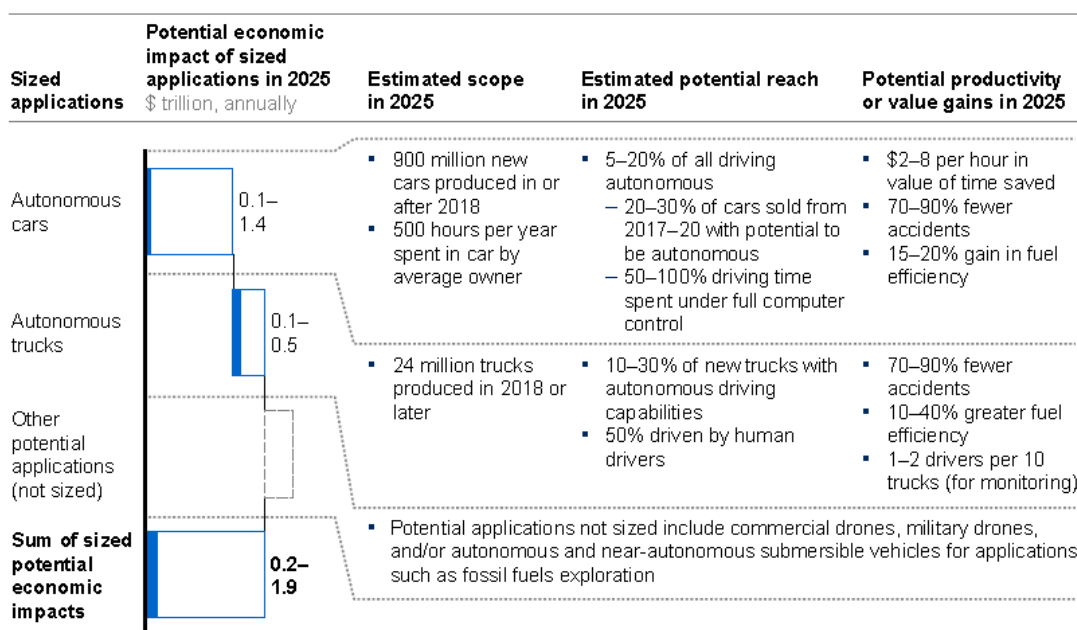 Sized
applications
Potential economic
impact of sized
applications in 2025
$ trillion, annually
Estimated scope
in 2025
Estimated potential reach
in 2025
Potential productivity
or value gains in 2025
Autonomous
cars
0.1–
1.4
▪ 900 million new
cars produced in or
after 2018
▪ 500 hours per year
spent in car by
average owner
▪ 5–20% of all driving
autonomous
– 20–30% of cars sold from
2017–20 with potential to
be autonomous
– 50–100% driving time
spent under full computer
control
▪ $2–8 per hour in
value of time saved
▪ 70–90% fewer
accidents
▪ 15–20% gain in fuel
efficiency
Autonomous
trucks
0.1–
0.5
▪ 24 million trucks
produced in 2018 or
later
▪ 10–30% of new trucks with
autonomous driving
capabilities
▪ 50% driven by human
drivers
▪ 70–90% fewer
accidents
▪ 10–40% greater fuel
efficiency
▪ 1–2 drivers per 10
trucks (for monitoring)
Other
potential
applications
(not sized)
▪ Potential applications not sized include commercial drones, military drones,
and/or autonomous and near-autonomous submersible vehicles for applications
such as fossil fuels exploration
Sum of sized
potential
economic
impacts
0.2–
1.9